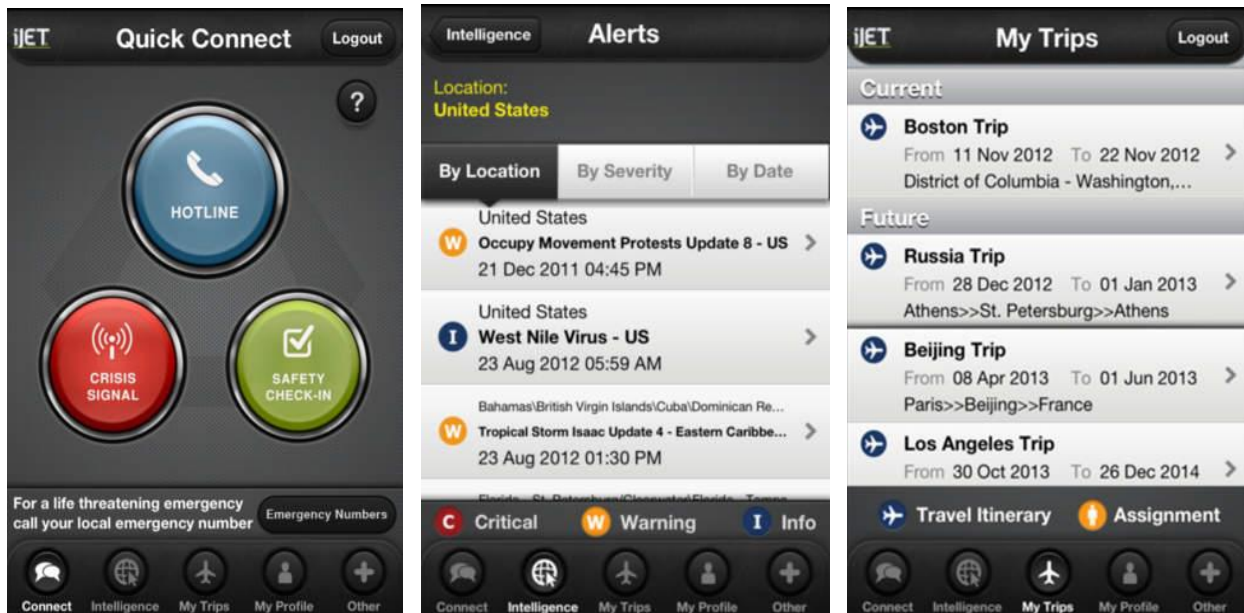 iJET
Quick Connect
Logout
?
HOTLINE
CRISIS
SIGNAL
SAFETY
CHECK-IN
For a life threatening emergency
call your local emergency number
Emergency Numbers
Connect Intelligence My Trips My Profile Other
Intelligence
Alerts
Location:
United States
By Location By Severity By Date
United States
W Occupy Movement Protests Update 8 - US
21 Dec 2011 04:45 PM
United States
I West Nile Virus - US
23 Aug 2012 05:59 AM
Bahamas\British Virgin Islands\Cuba\Dominican Re...
W Tropical Storm Isaac Update 4 - Eastern Caribbe...
23 Aug 2012 01:30 PM
Florida - St. Petersburg/Clearwater\Florida - Tampa
C Critical W Warning I Info
Connect Intelligence My Trips My Profile Other
iJET
My Trips
Logout
Current
Boston Trip
From 11 Nov 2012 To 22 Nov 2012
District of Columbia - Washington,...
Future
Russia Trip
From 28 Dec 2012 To 01 Jan 2013
Athens>>St. Petersburg>>Athens
Beijing Trip
From 08 Apr 2013 To 01 Jun 2013
Paris>>Beijing>>France
Los Angeles Trip
From 30 Oct 2013 To 26 Dec 2014
Travel Itinerary Assignment
Connect Intelligence My Trips My Profile Other